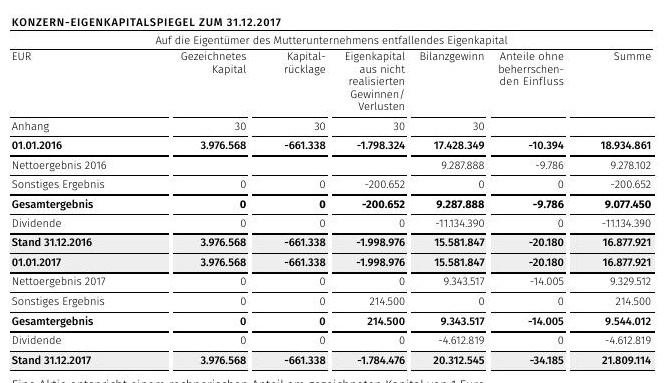 KONZERN-EIGENKAPITALSPIEGEL ZUM 31.12.2017
Auf die Eigentümer des Mutterunternehmens entfallendes Eigenkapital
EUR Gezeichnetes Kapital- Eigenkapital Bilanzgewinn Anteile ohne Summe
Kapital rücklage aus nicht beherrschen-
realisierten den Einfluss
Gewinnen/
Verlusten
Anhang 30 30 30 30
01.01.2016 3.976.568 -661.338 -1.798.324 17.428.349 -10.394 18.934.861
Nettoergebnis 2016 9.287.888 -9.786 9.278.102
Sonstiges Ergebnis 0 0 -200.652 0 0 -200.652
Gesamtergebnis 0 0 -200.652 9.287.888 -9.786 9.077.450
Dividende 0 0 0 -11.134.390 0 -11.134.390
Stand 31.12.2016 3.976.568 -661.338 -1.998.976 15.581.847 -20.180 16.877.921
01.01.2017 3.976.568 -661.338 -1.998.976 15.581.847 -20.180 16.877.921
Nettoergebnis 2017 0 0 0 9.343.517 -14.005 9.329.512
Sonstiges Ergebnis 0 0 214.500 0 0 214.500
Gesamtergebnis 0 0 214.500 9.343.517 -14.005 9.544.012
Dividende 0 0 0 -4.612.819 0 -4.612.819
Stand 31.12.2017 3.976.568 -661.338 -1.784.476 20.312.545 -34.185 21.809.114